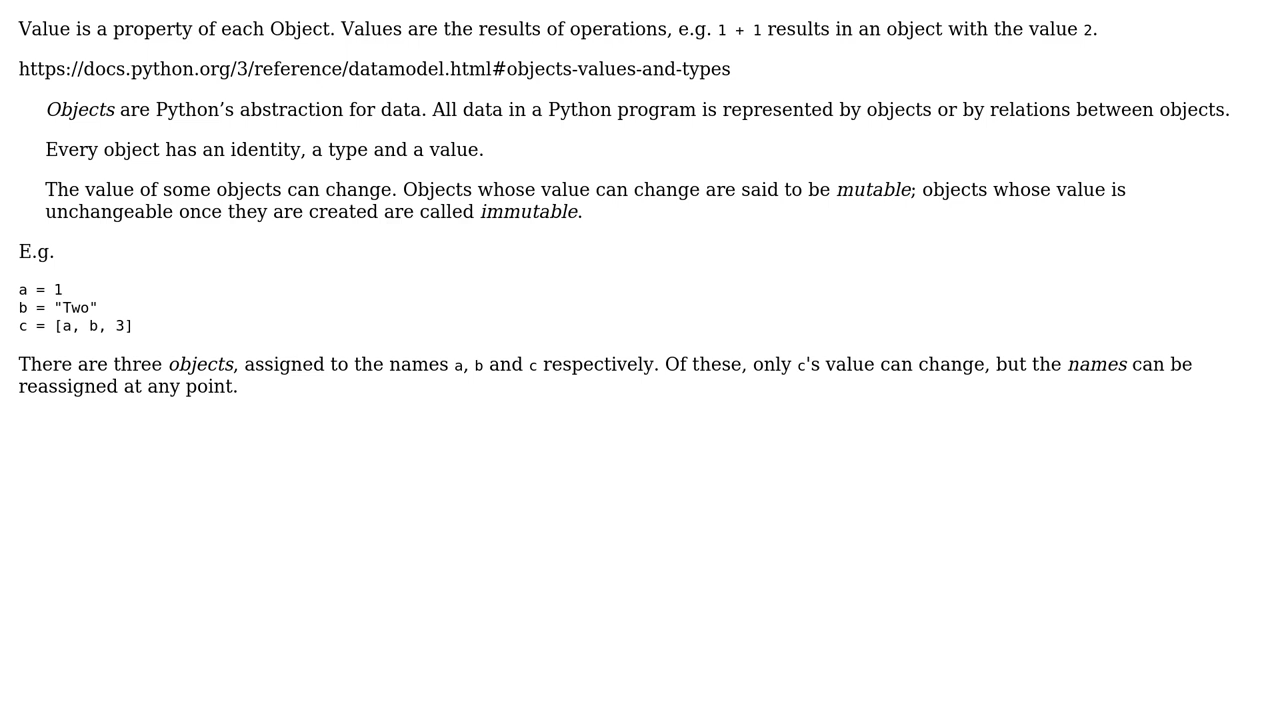 Value is a property of each Object. Values are the results of operations, e.g. 1 + 1 results in an object with the value 2.
https://docs.python.org/3/reference/datamodel.html#objects-values-and-types
Objects are Python’s abstraction for data. All data in a Python program is represented by objects or by relations between objects.
Every object has an identity, a type and a value.
The value of some objects can change. Objects whose value can change are said to be mutable; objects whose value is
unchangeable once they are created are called immutable.
E.g.
a = 1
b = "Two"
c = [a, b, 3]
There are three objects, assigned to the names a, b and c respectively. Of these, only c's value can change, but the names can be
reassigned at any point.